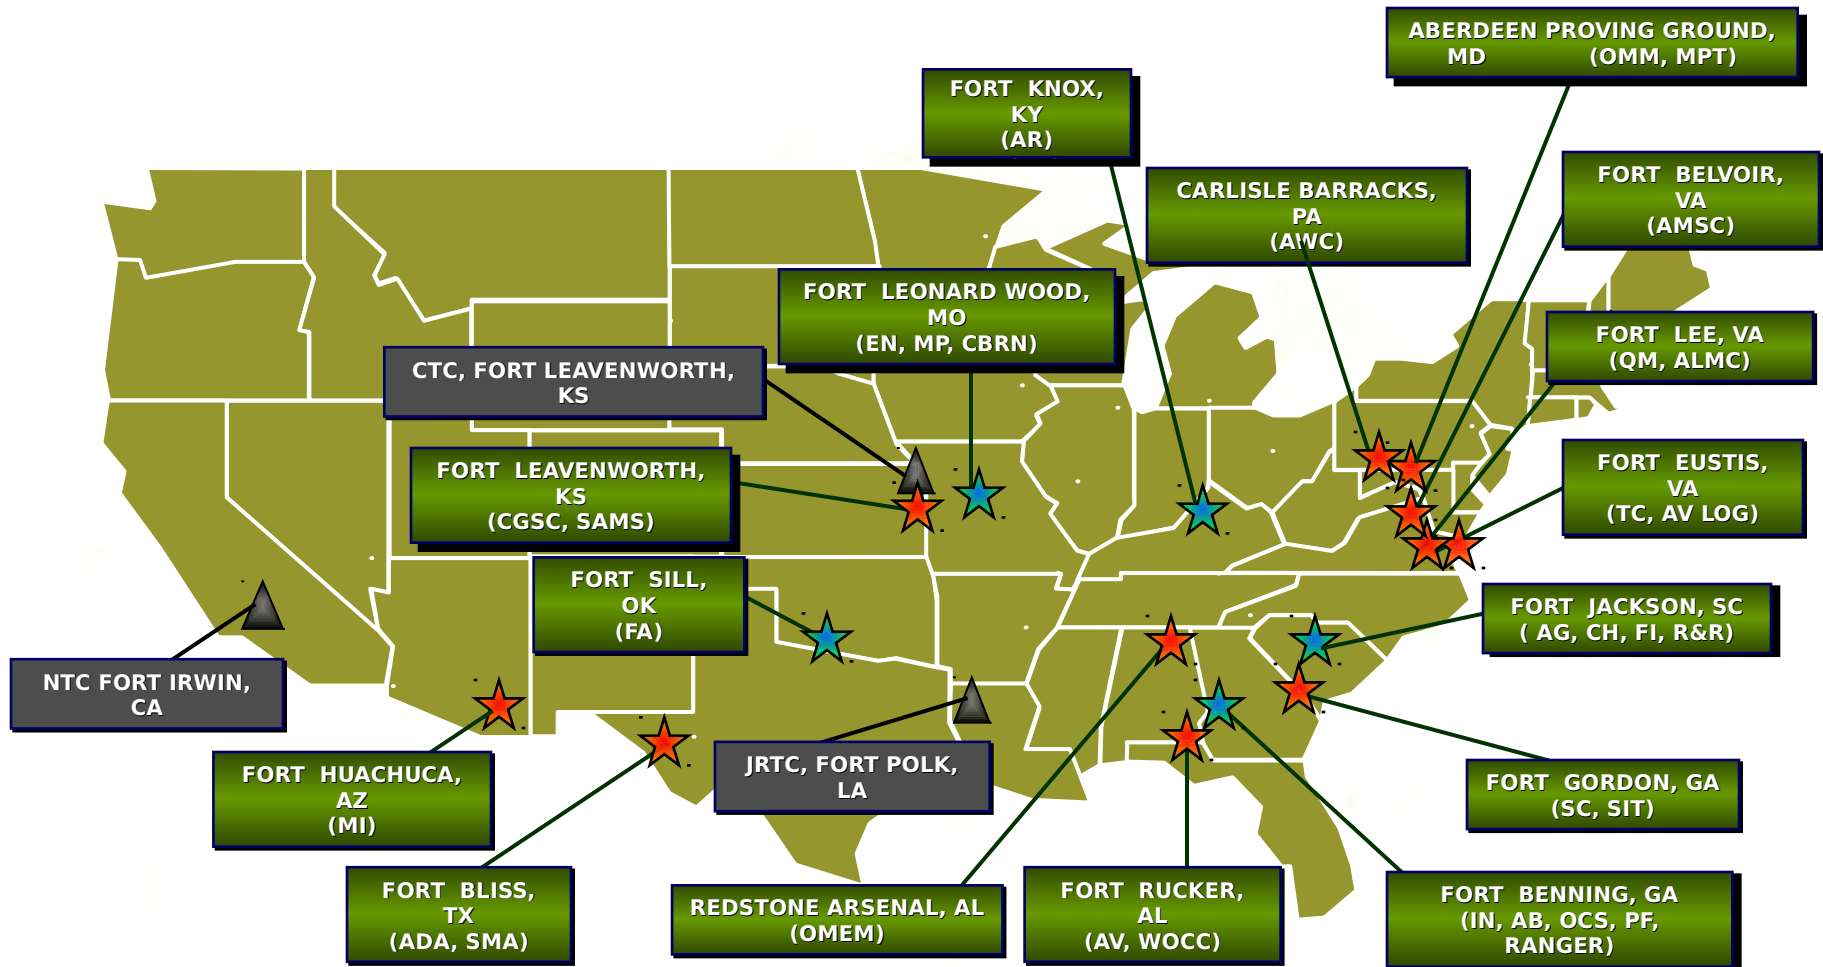 ABERDEEN PROVING GROUND,
MD (OMM, MPT)
FORT KNOX,
KY
(AR)
CARLISLE BARRACKS,
PA
(AWC)
FORT BELVOIR,
VA
(AMSC)
FORT LEONARD WOOD,
MO
(EN, MP, CBRN)
FORT LEE, VA
(QM, ALMC)
CTC, FORT LEAVENWORTH,
KS
FORT LEAVENWORTH,
KS
(CGSC, SAMS)
FORT EUSTIS,
VA
(TC, AV LOG)
FORT SILL,
OK
(FA)
FORT JACKSON, SC
( AG, CH, FI, R&R)
NTC FORT IRWIN,
CA
FORT HUACHUCA,
AZ
(MI)
JRTC, FORT POLK,
LA
FORT GORDON, GA
(SC, SIT)
FORT BLISS,
TX
(ADA, SMA)
REDSTONE ARSENAL, AL
(OMEM)
FORT RUCKER,
AL
(AV, WOCC)
FORT BENNING, GA
(IN, AB, OCS, PF,
RANGER)